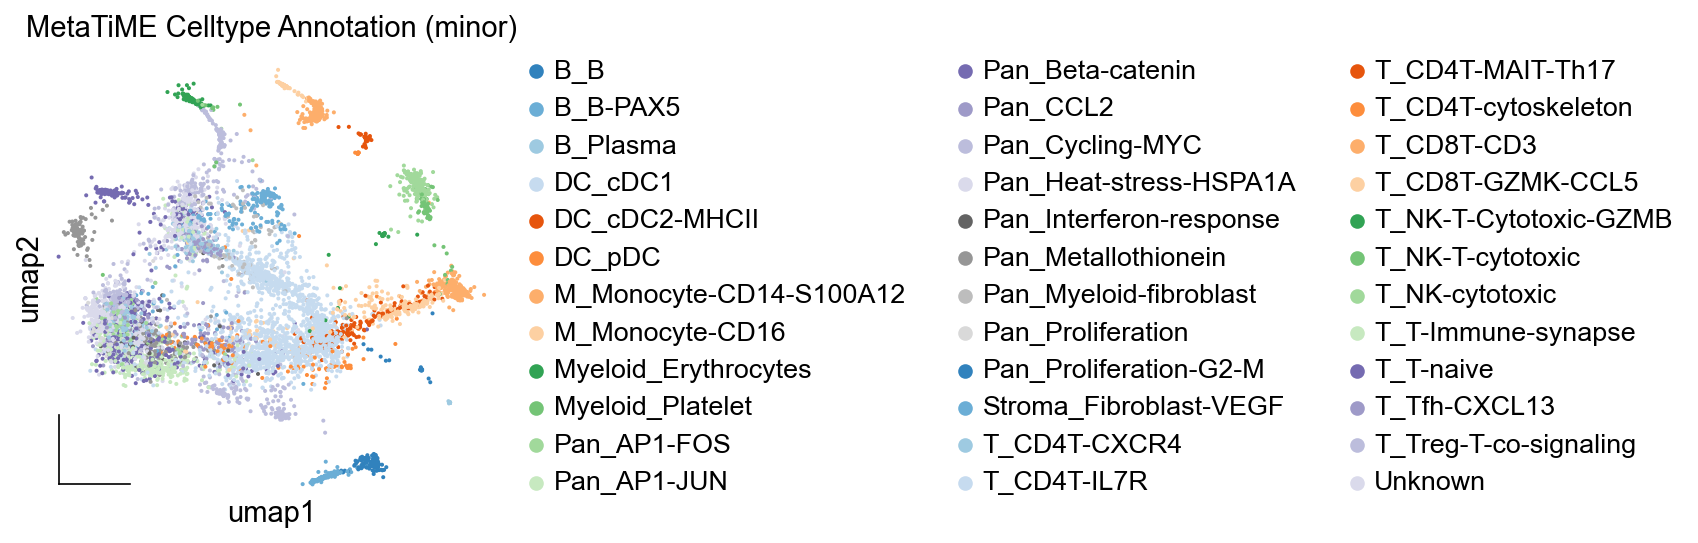 MetaTiME Celltype Annotation (minor)
B_B
B_B-PAX5
B_Plasma
DC_cDC1
DC_cDC2-MHCII
DC_pDC
M_Monocyte-CD14-S100A12
M_Monocyte-CD16
Myeloid_Erythrocytes
Myeloid_Platelet
Pan_AP1-FOS
Pan_AP1-JUN
Pan_Beta-catenin
Pan_CCL2
Pan_Cycling-MYC
Pan_Heat-stress-HSPA1A
Pan_Interferon-response
Pan_Metallothionein
Pan_Myeloid-fibroblast
Pan_Proliferation
Pan_Proliferation-G2-M
Stroma_Fibroblast-VEGF
T_CD4T-CXCR4
T_CD4T-IL7R
T_CD4T-MAIT-Th17
T_CD4T-cytoskeleton
T_CD8T-CD3
T_CD8T-GZMK-CCL5
T_NK-T-Cytotoxic-GZMB
T_NK-T-cytotoxic
T_NK-cytotoxic
T_T-Immune-synapse
T_T-naive
T_Tfh-CXCL13
T_Treg-T-co-signaling
Unknown
umap2
umap1